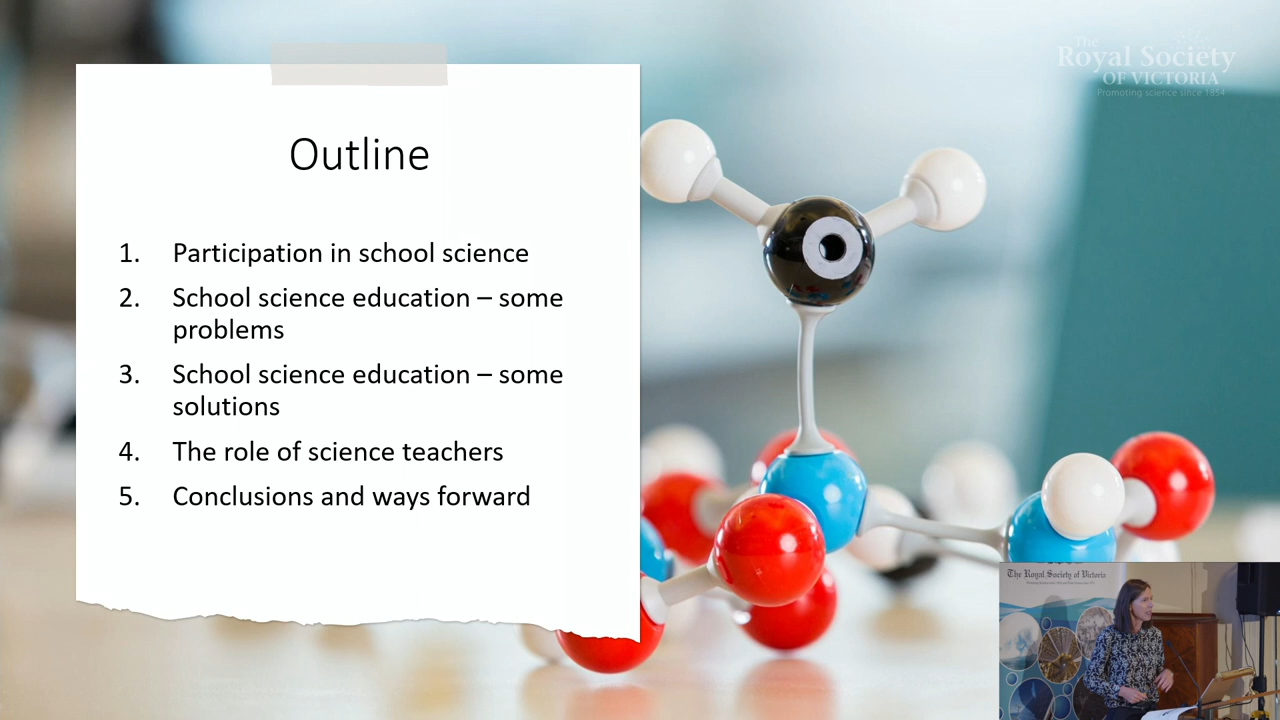 The
Royal Society
OF VICTORIA
Promoting science since 1854
Outline
1. Participation in school science
2. School science education – some
problems
3. School science education – some
solutions
4. The role of science teachers
5. Conclusions and ways forward
The Royal Society of Victoria